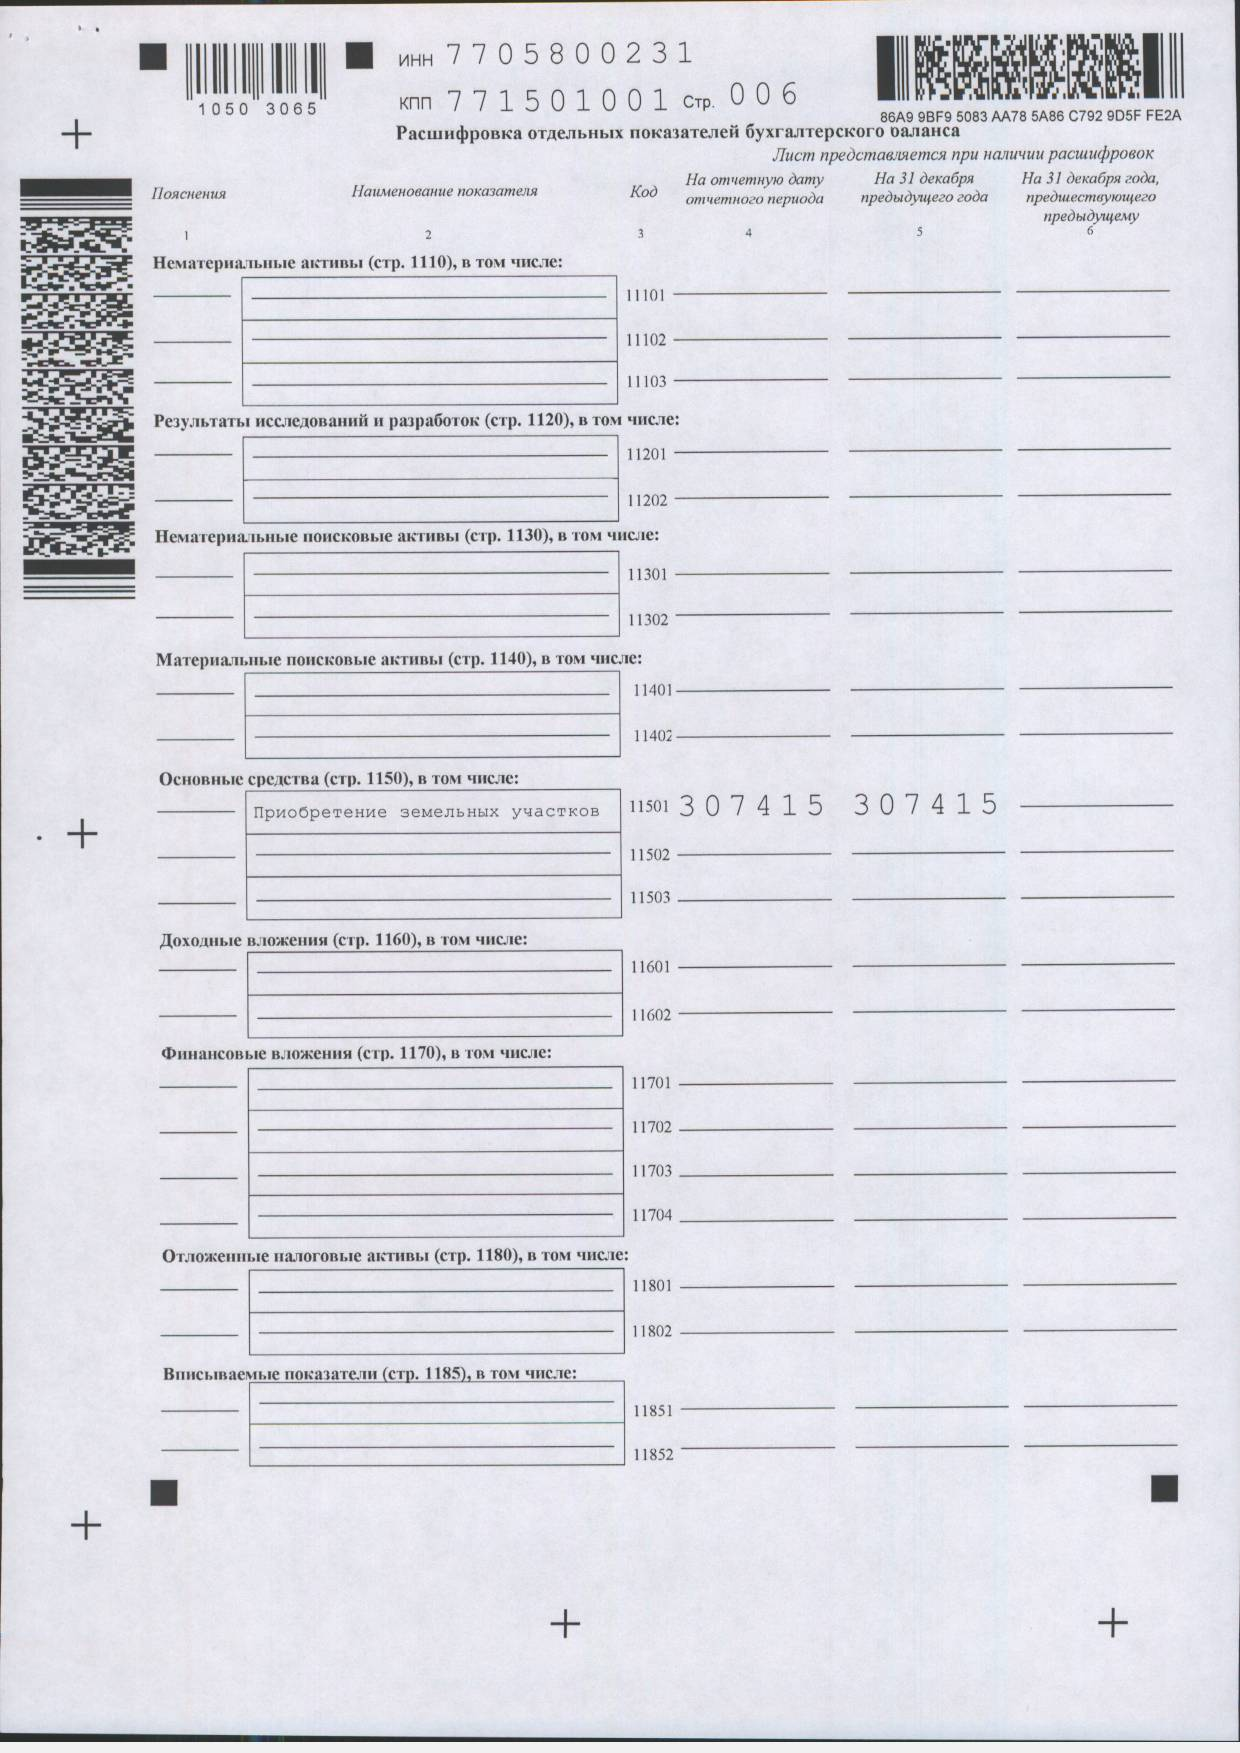 ИНН 7705800231
1050 3065
КПП 771501001 Стр. 006
86A9 9BF9 5083 AA78 5A86 C792 9D5F FE2A
Расшифровка отдельных показателей бухгалтерского баланса
Лист представляется при наличии расшифровок
Пояснения Наименование показателя Код На отчетную дату отчетного периода На 31 декабря предыдущего года На 31 декабря года, предшествующего предыдущему
1 2 3 4 5 6
Нематериальные активы (стр. 1110), в том числе:
11101
11102
11103
Результаты исследований и разработок (стр. 1120), в том числе:
11201
11202
Нематериальные поисковые активы (стр. 1130), в том числе:
11301
11302
Материальные поисковые активы (стр. 1140), в том числе:
11401
11402
Основные средства (стр. 1150), в том числе:
Приобретение земельных участков 11501 307415 307415
11502
11503
Доходные вложения (стр. 1160), в том числе:
11601
11602
Финансовые вложения (стр. 1170), в том числе:
11701
11702
11703
11704
Отложенные налоговые активы (стр. 1180), в том числе:
11801
11802
Вписываемые показатели (стр. 1185), в том числе:
11851
11852